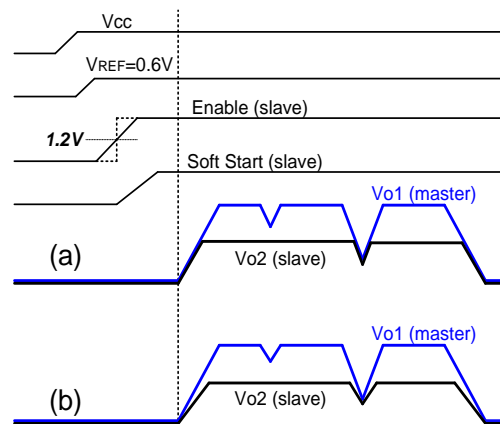 Vcc
VREF=0.6V
Enable (slave)
1.2V
Soft Start (slave)
Vo1 (master)
(a)
Vo2 (slave)
Vo1 (master)
(b)
Vo2 (slave)